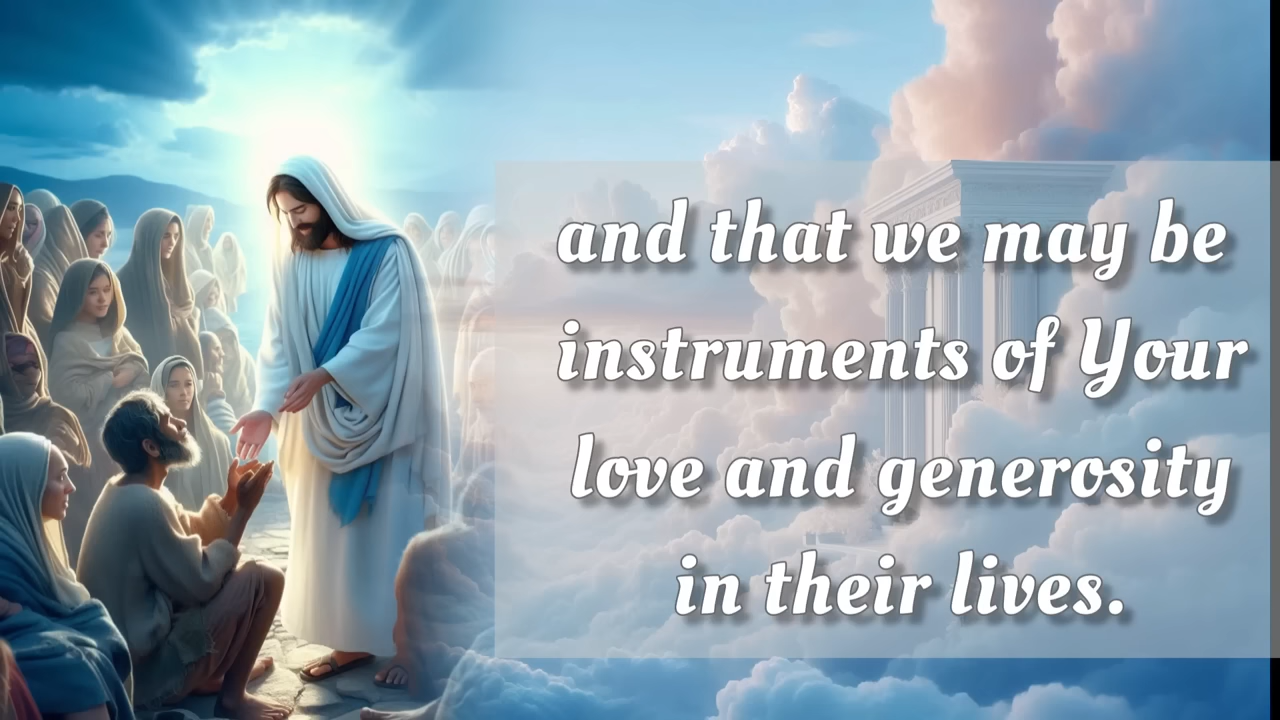 and that we may be
instruments of Your
love and generosity
in their lives.